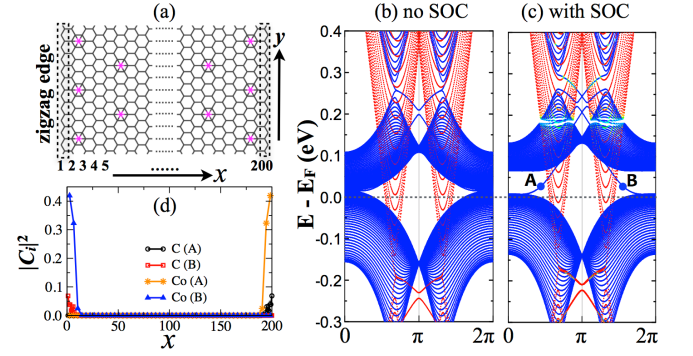 (a)
zigzag edge
y
1 2 3 4 5 ...... 200
x
(b) no SOC
(c) with SOC
E - E_F (eV)
0.4
0.3
0.2
0.1
0.0
-0.1
-0.2
-0.3
A
B
0 π 2π 0 π 2π
(d)
|C_i|²
0.4
0.3
0.2
0.1
0.0
C (A)
C (B)
Co (A)
Co (B)
0 50 100 150 200
x